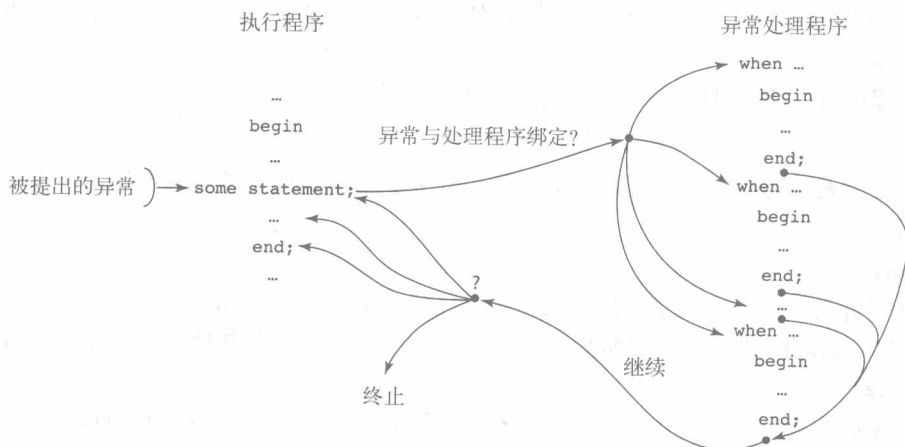 执行程序
异常处理程序
…
begin
…
被提出的异常
some statement;
…
end;
…
异常与处理程序绑定?
?
终止
继续
when …
begin
…
end;
when …
begin
…
end;
…
when …
begin
…
end;